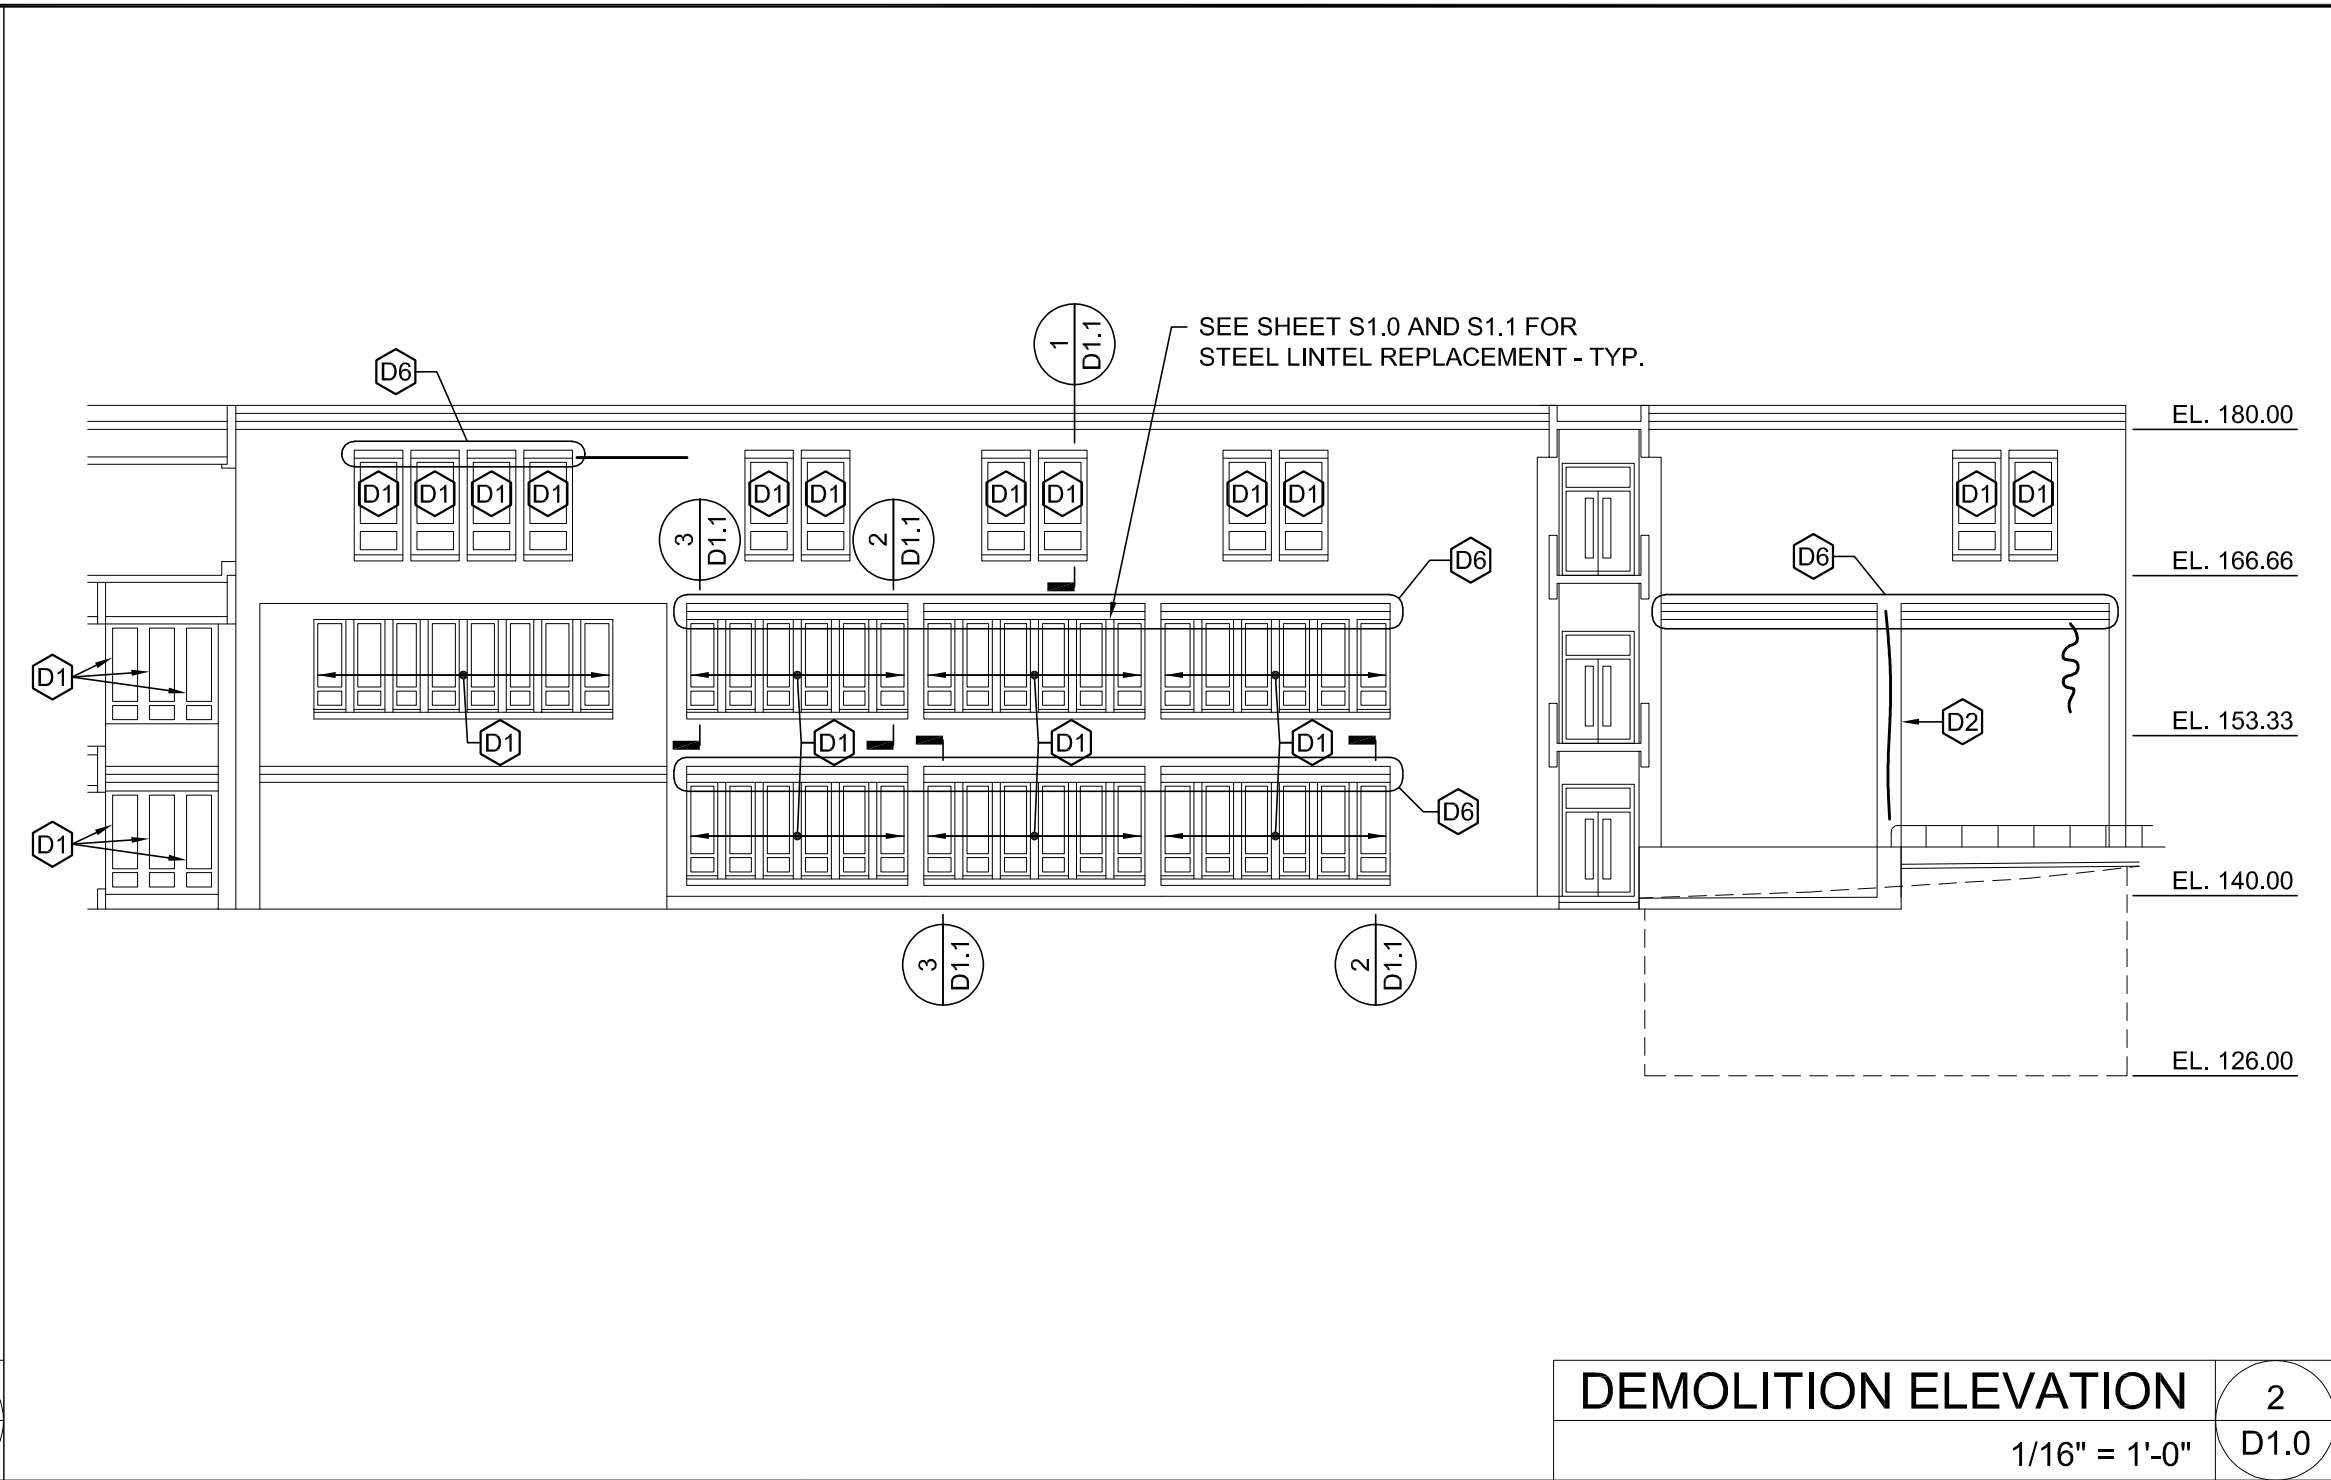 1
D1.1
SEE SHEET S1.0 AND S1.1 FOR
STEEL LINTEL REPLACEMENT - TYP.
D6
EL. 180.00
D1
D1
D1
D1
D1
D1
D1
D1
D1
D1
D1
D1
3
D1.1
2
D1.1
D6
D6
EL. 166.66
D1
D2
EL. 153.33
D1
D1
D1
D1
D6
D1
EL. 140.00
3
D1.1
2
D1.1
EL. 126.00
DEMOLITION ELEVATION
2
1/16" = 1'-0"
D1.0